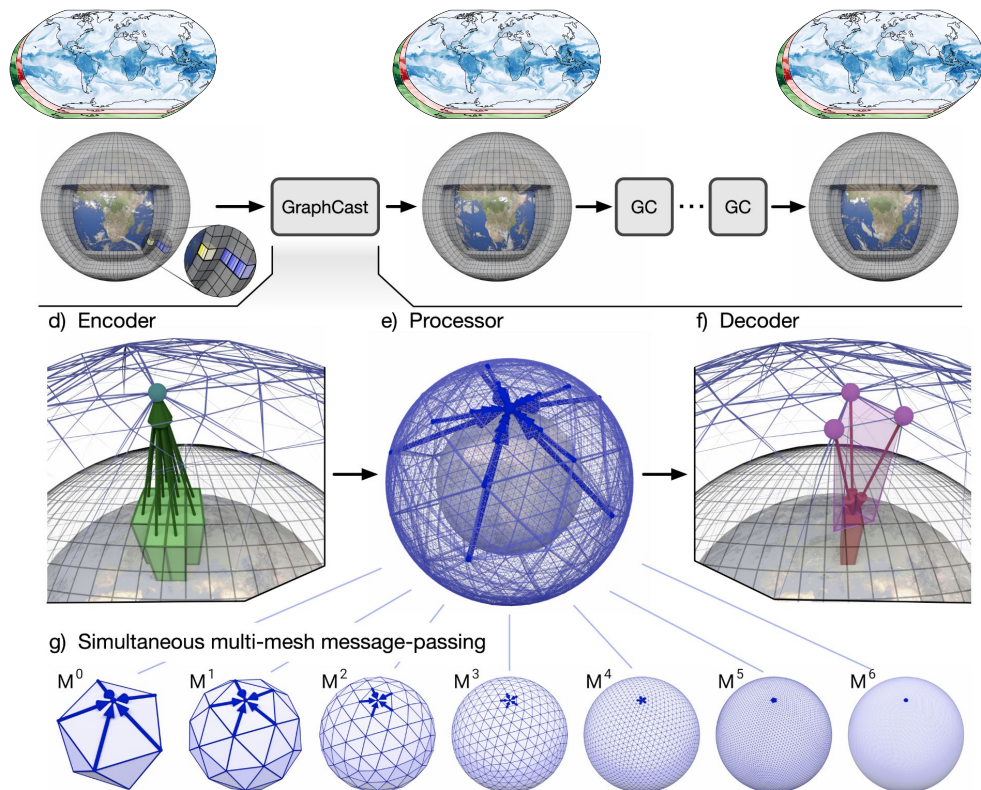 GraphCast
GC
...
GC
d) Encoder
e) Processor
f) Decoder
g) Simultaneous multi-mesh message-passing
M⁰
M¹
M²
M³
M⁴
M⁵
M⁶